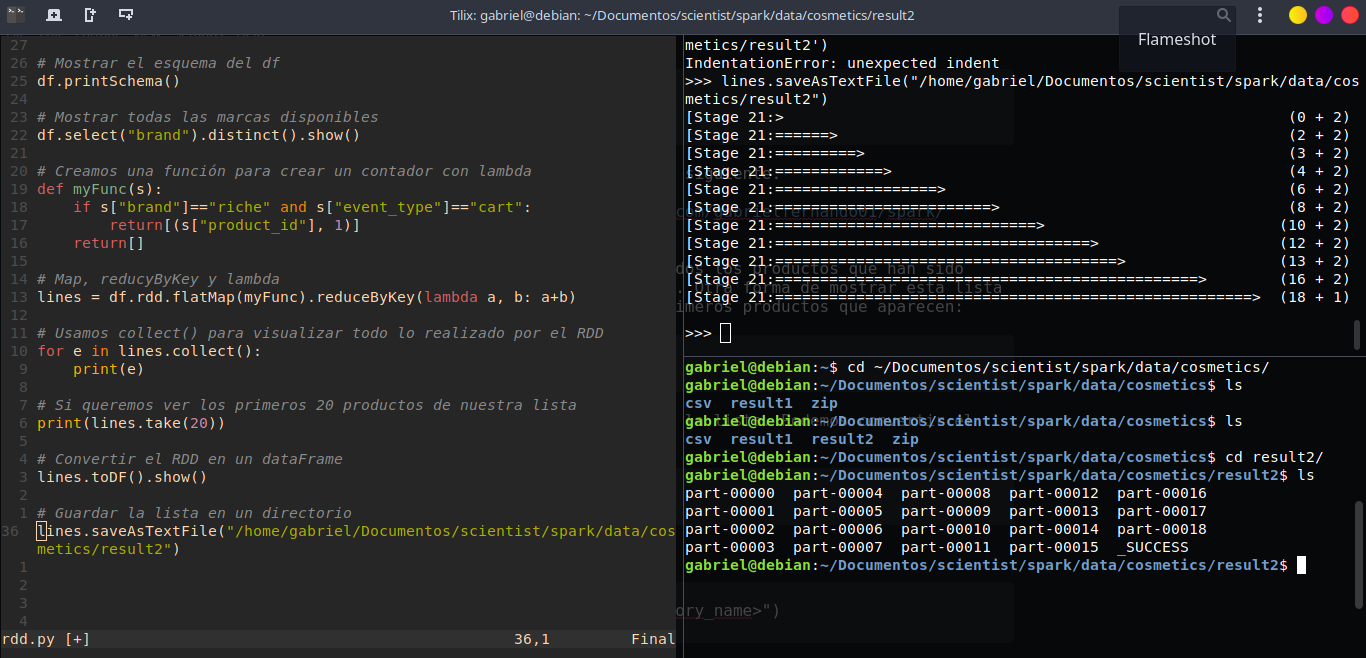 Tilix: gabriel@debian: ~/Documentos/scientist/spark/data/cosmetics/result2
Flameshot
27
26 # Mostrar el esquema del df
25 df.printSchema()
24
23 # Mostrar todas las marcas disponibles
22 df.select("brand").distinct().show()
21
20 # Creamos una función para crear un contador con lambda
19 def myFunc(s):
18     if s["brand"]=="riche" and s["event_type"]=="cart":
17         return[(s["product_id"], 1)]
16     return[]
15
14 # Map, reducyByKey y lambda
13 lines = df.rdd.flatMap(myFunc).reduceByKey(lambda a, b: a+b)
12
11 # Usamos collect() para visualizar todo lo realizado por el RDD
10 for e in lines.collect():
9     print(e)
8
7 # Si queremos ver los primeros 20 productos de nuestra lista
6 print(lines.take(20))
5
4 # Convertir el RDD en un dataFrame
3 lines.toDF().show()
2
1 # Guardar la lista en un directorio
36 lines.saveAsTextFile("/home/gabriel/Documentos/scientist/spark/data/cos
metics/result2")
1
2
3
4
rdd.py [+] 36,1 Final
metics/result2')
IndentationError: unexpected indent
>>> lines.saveAsTextFile("/home/gabriel/Documentos/scientist/spark/data/cos
metics/result2")
[Stage 21:> (0 + 2)
[Stage 21:======> (2 + 2)
[Stage 21:=========> (3 + 2)
[Stage 21:============> (4 + 2)
[Stage 21:==================> (6 + 2)
[Stage 21:========================> (8 + 2)
[Stage 21:=============================> (10 + 2)
[Stage 21:===================================> (12 + 2)
[Stage 21:======================================> (13 + 2)
[Stage 21:===============================================> (16 + 2)
[Stage 21:=====================================================> (18 + 1)
>>>
gabriel@debian:~$ cd ~/Documentos/scientist/spark/data/cosmetics/
gabriel@debian:~/Documentos/scientist/spark/data/cosmetics$ ls
csv  result1  zip
gabriel@debian:~/Documentos/scientist/spark/data/cosmetics$ ls
csv  result1  result2  zip
gabriel@debian:~/Documentos/scientist/spark/data/cosmetics$ cd result2/
gabriel@debian:~/Documentos/scientist/spark/data/cosmetics/result2$ ls
part-00000  part-00004  part-00008  part-00012  part-00016
part-00001  part-00005  part-00009  part-00013  part-00017
part-00002  part-00006  part-00010  part-00014  part-00018
part-00003  part-00007  part-00011  part-00015  _SUCCESS
gabriel@debian:~/Documentos/scientist/spark/data/cosmetics/result2$
ory_name>")